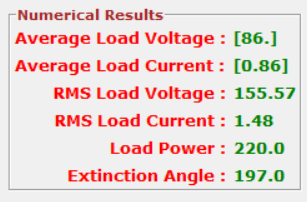 Numerical Results
Average Load Voltage : [86.]
Average Load Current : [0.86]
RMS Load Voltage : 155.57
RMS Load Current : 1.48
Load Power : 220.0
Extinction Angle : 197.0